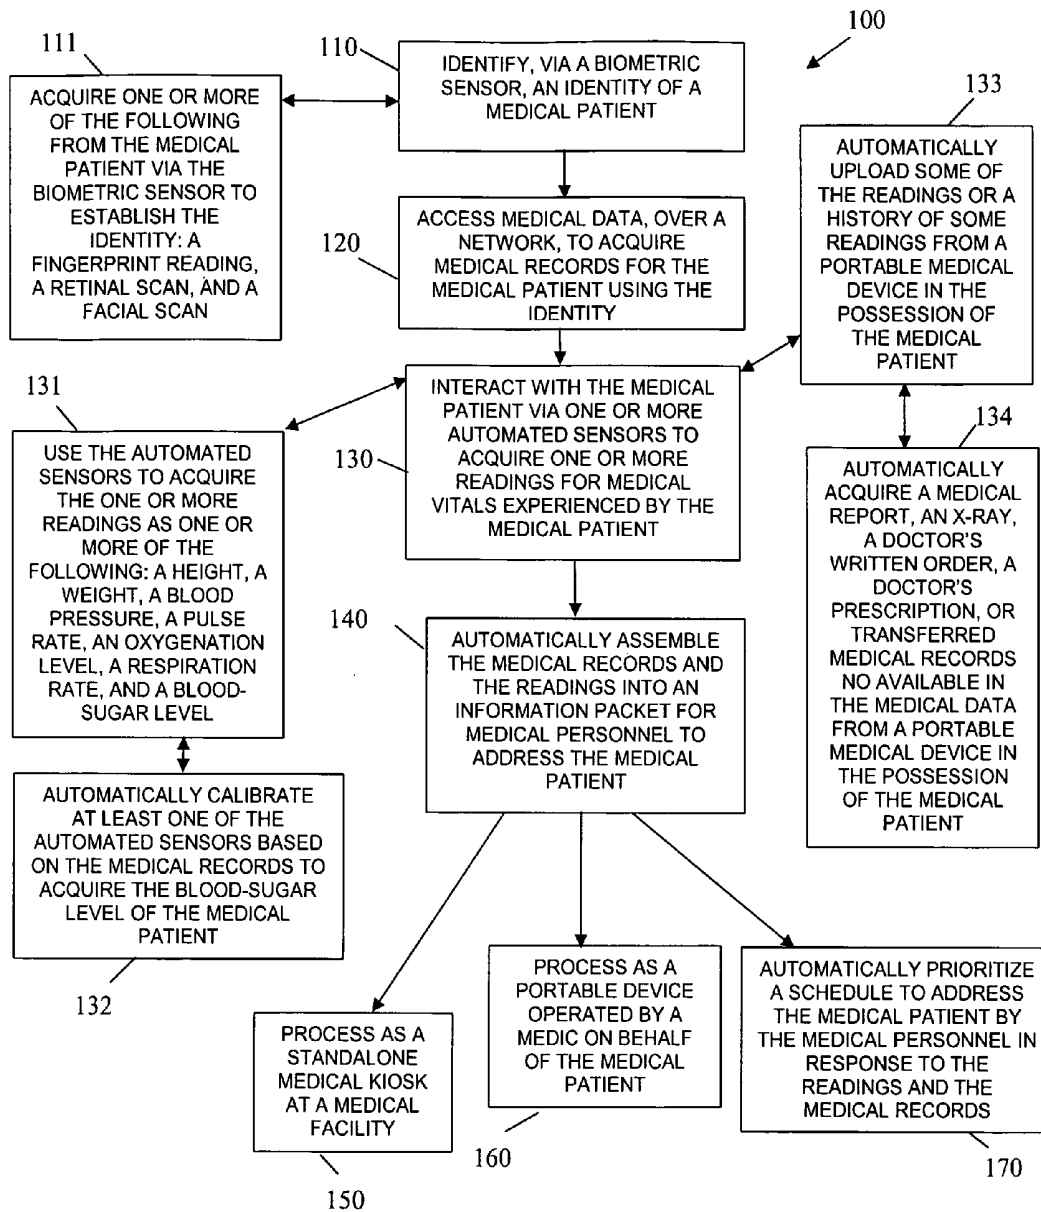 100
111
ACQUIRE ONE OR MORE
OF THE FOLLOWING
FROM THE MEDICAL
PATIENT VIA THE
BIOMETRIC SENSOR TO
ESTABLISH THE
IDENTITY: A
FINGERPRINT READING,
A RETINAL SCAN, AND A
FACIAL SCAN
110
IDENTIFY, VIA A BIOMETRIC
SENSOR, AN IDENTITY OF A
MEDICAL PATIENT
120
ACCESS MEDICAL DATA, OVER A
NETWORK, TO ACQUIRE
MEDICAL RECORDS FOR THE
MEDICAL PATIENT USING THE
IDENTITY
133
AUTOMATICALLY
UPLOAD SOME OF
THE READINGS OR A
HISTORY OF SOME
READINGS FROM A
PORTABLE MEDICAL
DEVICE IN THE
POSSESSION OF
THE MEDICAL
PATIENT
130
INTERACT WITH THE MEDICAL
PATIENT VIA ONE OR MORE
AUTOMATED SENSORS TO
ACQUIRE ONE OR MORE
READINGS FOR MEDICAL
VITALS EXPERIENCED BY THE
MEDICAL PATIENT
131
USE THE AUTOMATED
SENSORS TO ACQUIRE
THE ONE OR MORE
READINGS AS ONE OR
MORE OF THE
FOLLOWING: A HEIGHT, A
WEIGHT, A BLOOD
PRESSURE, A PULSE
RATE, AN OXYGENATION
LEVEL, A RESPIRATION
RATE, AND A BLOOD-
SUGAR LEVEL
134
AUTOMATICALLY
ACQUIRE A MEDICAL
REPORT, AN X-RAY,
A DOCTOR'S
WRITTEN ORDER, A
DOCTOR'S
PRESCRIPTION, OR
TRANSFERRED
MEDICAL RECORDS
NO AVAILABLE IN
THE MEDICAL DATA
FROM A PORTABLE
MEDICAL DEVICE IN
THE POSSESSION
OF THE MEDICAL
PATIENT
140
AUTOMATICALLY ASSEMBLE
THE MEDICAL RECORDS AND
THE READINGS INTO AN
INFORMATION PACKET FOR
MEDICAL PERSONNEL TO
ADDRESS THE MEDICAL
PATIENT
AUTOMATICALLY CALIBRATE
AT LEAST ONE OF THE
AUTOMATED SENSORS BASED
ON THE MEDICAL RECORDS TO
ACQUIRE THE BLOOD-SUGAR
LEVEL OF THE MEDICAL
PATIENT
132
PROCESS AS A
STANDALONE
MEDICAL KIOSK
AT A MEDICAL
FACILITY
150
PROCESS AS A
PORTABLE DEVICE
OPERATED BY A
MEDIC ON BEHALF
OF THE MEDICAL
PATIENT
160
AUTOMATICALLY PRIORITIZE
A SCHEDULE TO ADDRESS
THE MEDICAL PATIENT BY
THE MEDICAL PERSONNEL IN
RESPONSE TO THE
READINGS AND THE
MEDICAL RECORDS
170